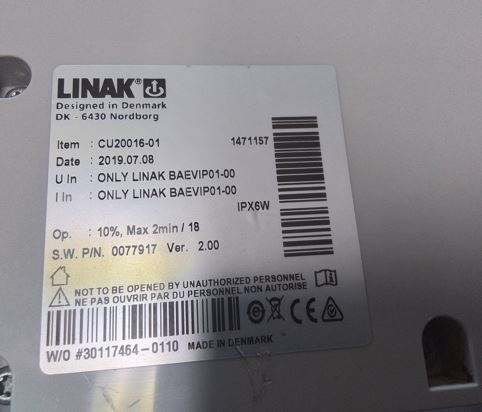 LINAK®
Designed in Denmark
DK - 6430 Nordborg
Item : CU20016-01 1471157
Date : 2019.07.08
U In : ONLY LINAK BAEVIP01-00
I In : ONLY LINAK BAEVIP01-00
IPX6W
Op. : 10%, Max 2min / 18
S.W. P/N. 0077917 Ver. 2.00
NOT TO BE OPENED BY UNAUTHORIZED PERSONNEL
NE PAS OUVRIR PAR DU PERSONNEL NON AUTORISE
W/O #30117464-0110 MADE IN DENMARK